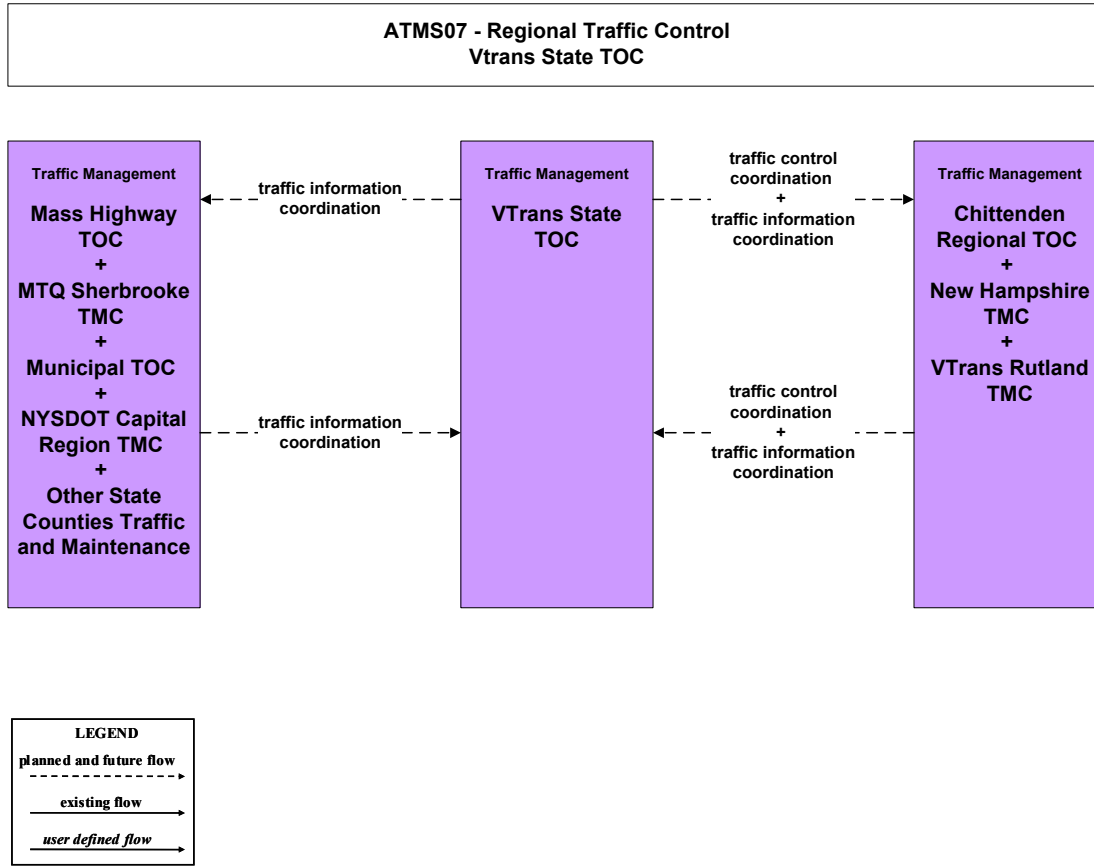 ATMS07 - Regional Traffic Control
Vtrans State TOC
Traffic Management
Mass Highway
TOC
+
MTQ Sherbrooke
TMC
+
Municipal TOC
+
NYSDOT Capital
Region TMC
+
Other State
Counties Traffic
and Maintenance
traffic information
coordination
traffic information
coordination
Traffic Management
VTrans State
TOC
traffic control
coordination
+
traffic information
coordination
traffic control
coordination
+
traffic information
coordination
Traffic Management
Chittenden
Regional TOC
+
New Hampshire
TMC
+
VTrans Rutland
TMC
LEGEND
planned and future flow
existing flow
user defined flow